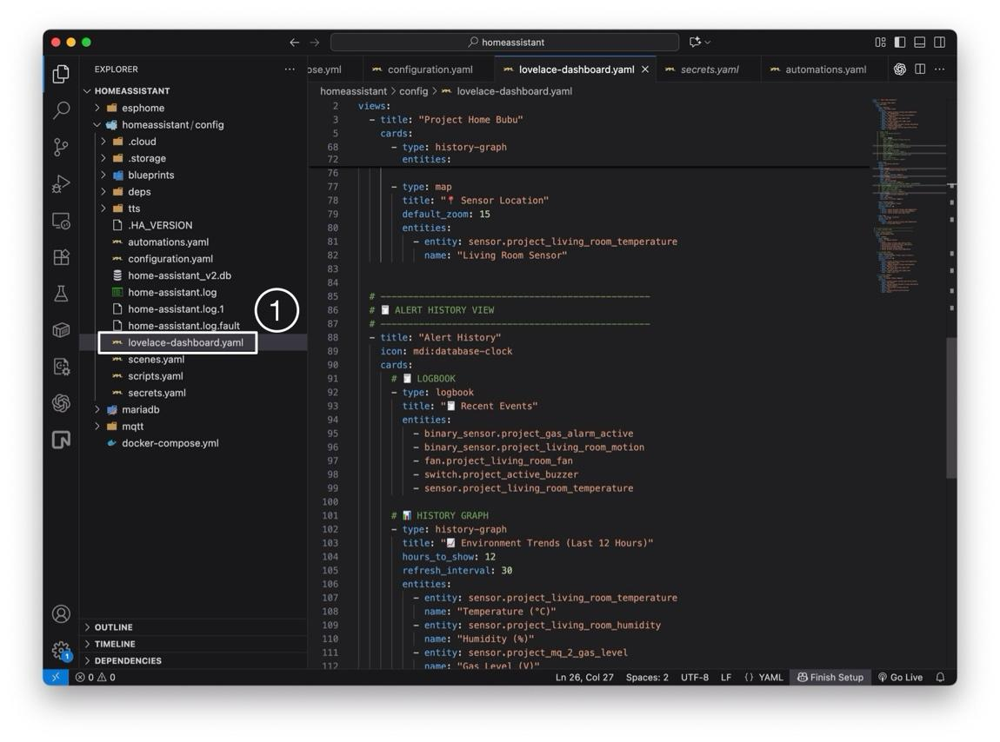 homeassistant
EXPLORER
ose.yml
configuration.yaml
lovelace-dashboard.yaml
secrets.yaml
automations.yaml
homeassistant > config > lovelace-dashboard.yaml
HOMEASSISTANT
esphome
homeassistant/config
.cloud
.storage
blueprints
deps
tts
.HA_VERSION
automations.yaml
configuration.yaml
home-assistant_v2.db
home-assistant.log
home-assistant.log.1
home-assistant.log.fault
1
lovelace-dashboard.yaml
scenes.yaml
scripts.yaml
secrets.yaml
mariadb
mqtt
docker-compose.yml
OUTLINE
TIMELINE
DEPENDENCIES
2 views:
3 - title: "Project Home Bubu"
5 cards:
68 - type: history-graph
72 entities:
76
77 - type: map
78 title: "📍 Sensor Location"
79 default_zoom: 15
80 entities:
81 - entity: sensor.project_living_room_temperature
82 name: "Living Room Sensor"
83
84
85 # -------------------------------------------------
86 # 🗒 ALERT HISTORY VIEW
87 # -------------------------------------------------
88 - title: "Alert History"
89 icon: mdi:database-clock
90 cards:
91 # 🗒 LOGBOOK
92 - type: logbook
93 title: "🗒 Recent Events"
94 entities:
95 - binary_sensor.project_gas_alarm_active
96 - binary_sensor.project_living_room_motion
97 - fan.project_living_room_fan
98 - switch.project_active_buzzer
99 - sensor.project_living_room_temperature
100
101 # 📊 HISTORY GRAPH
102 - type: history-graph
103 title: "📈 Environment Trends (Last 12 Hours)"
104 hours_to_show: 12
105 refresh_interval: 30
106 entities:
107 - entity: sensor.project_living_room_temperature
108 name: "Temperature (°C)"
109 - entity: sensor.project_living_room_humidity
110 name: "Humidity (%)"
111 - entity: sensor.project_mq_2_gas_level
112 name: "Gas Level (V)"
1
0 0
Ln 26, Col 27
Spaces: 2
UTF-8
LF
{} YAML
Finish Setup
Go Live